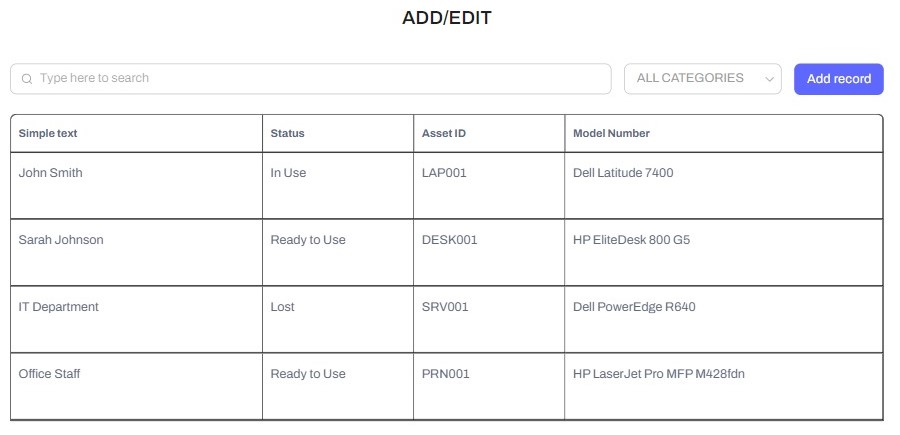 ADD/EDIT
Type here to search
ALL CATEGORIES
Add record
Simple text Status Asset ID Model Number
John Smith In Use LAP001 Dell Latitude 7400
Sarah Johnson Ready to Use DESK001 HP EliteDesk 800 G5
IT Department Lost SRV001 Dell PowerEdge R640
Office Staff Ready to Use PRN001 HP LaserJet Pro MFP M428fdn